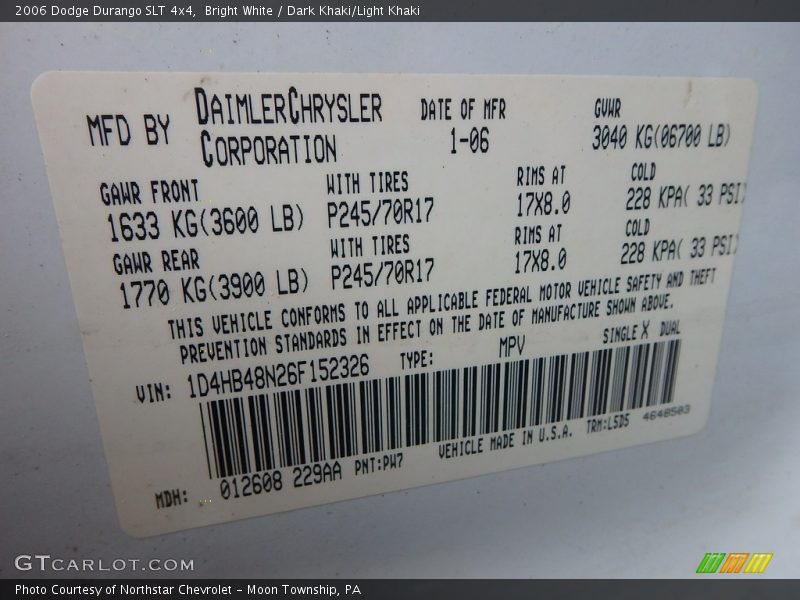 2006 Dodge Durango SLT 4x4,  Bright White / Dark Khaki/Light Khaki
MFD BY DAIMLERCHRYSLER CORPORATION
DATE OF MFR
1-06
GVWR
3040 KG(06700 LB)
GAWR FRONT
1633 KG(3600 LB)
WITH TIRES
P245/70R17
RIMS AT
17X8.0
COLD
228 KPA( 33 PSI)
GAWR REAR
1770 KG(3900 LB)
WITH TIRES
P245/70R17
RIMS AT
17X8.0
COLD
228 KPA( 33 PSI)
THIS VEHICLE CONFORMS TO ALL APPLICABLE FEDERAL MOTOR VEHICLE SAFETY AND THEFT
PREVENTION STANDARDS IN EFFECT ON THE DATE OF MANUFACTURE SHOWN ABOVE.
VIN: 1D4HB48N26F152326 TYPE: MPV SINGLE X DUAL
MDH: 012608 229AA PNT:PW7 VEHICLE MADE IN U.S.A. TRM:L5D5 4648503
GTCARLOT.COM
Photo Courtesy of Northstar Chevrolet – Moon Township, PA